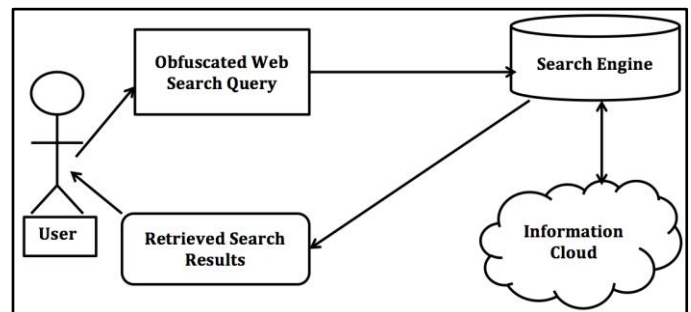 Obfuscated Web
Search Query
Search Engine
User
Retrieved Search
Results
Information
Cloud